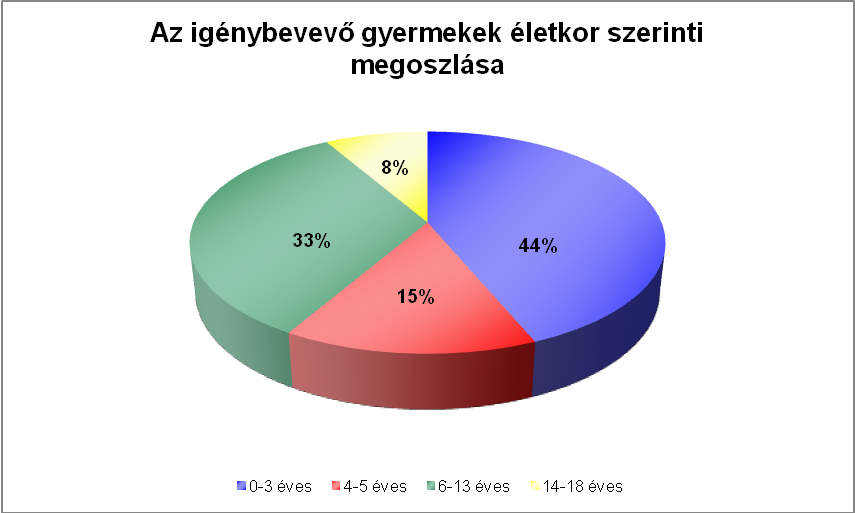 Az igénybevevő gyermekek életkor szerinti
megoszlása
8%
33%
44%
15%
0-3 éves 4-5 éves 6-13 éves 14-18 éves